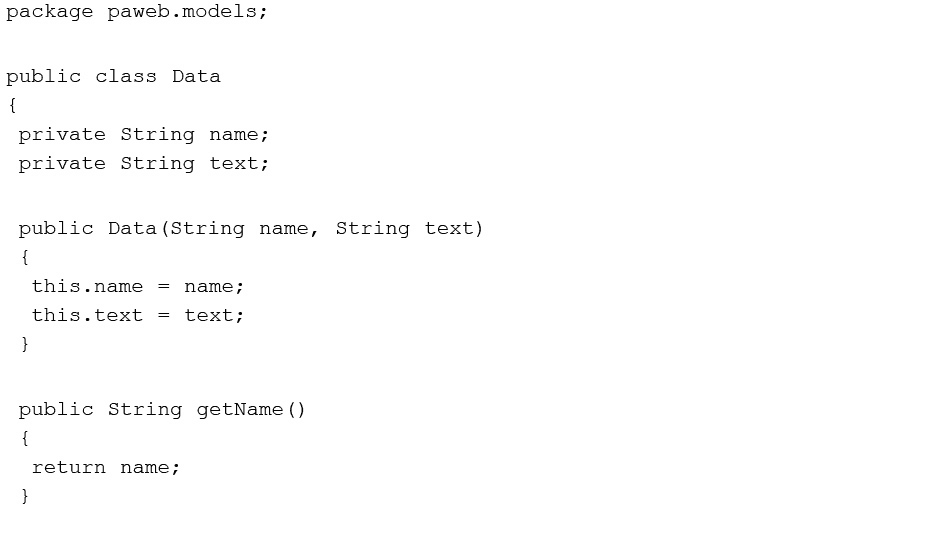 package paweb.models;
public class Data
{
private String name;
private String text;
public Data(String name, String text)
{
this.name = name;
this.text = text;
}
public String getName()
{
return name;
}